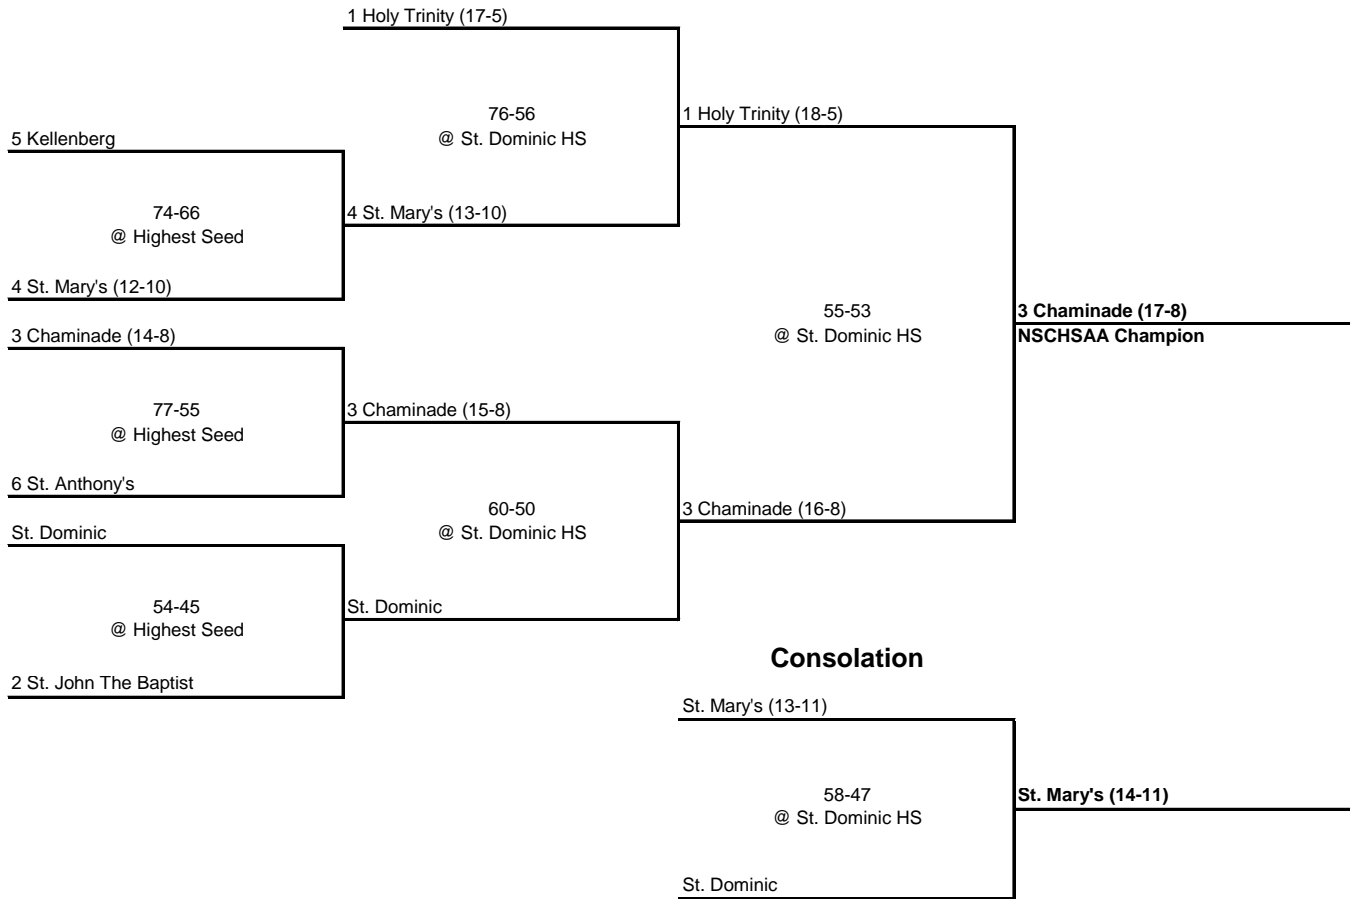 1 Holy Trinity (17-5)
76-56
@ St. Dominic HS
1 Holy Trinity (18-5)
5 Kellenberg
74-66
@ Highest Seed
4 St. Mary's (13-10)
4 St. Mary's (12-10)
55-53
@ St. Dominic HS
3 Chaminade (17-8)
NSCHSAA Champion
3 Chaminade (14-8)
77-55
@ Highest Seed
3 Chaminade (15-8)
6 St. Anthony's
60-50
@ St. Dominic HS
3 Chaminade (16-8)
St. Dominic
54-45
@ Highest Seed
St. Dominic
2 St. John The Baptist
Consolation
St. Mary's (13-11)
58-47
@ St. Dominic HS
St. Mary's (14-11)
St. Dominic